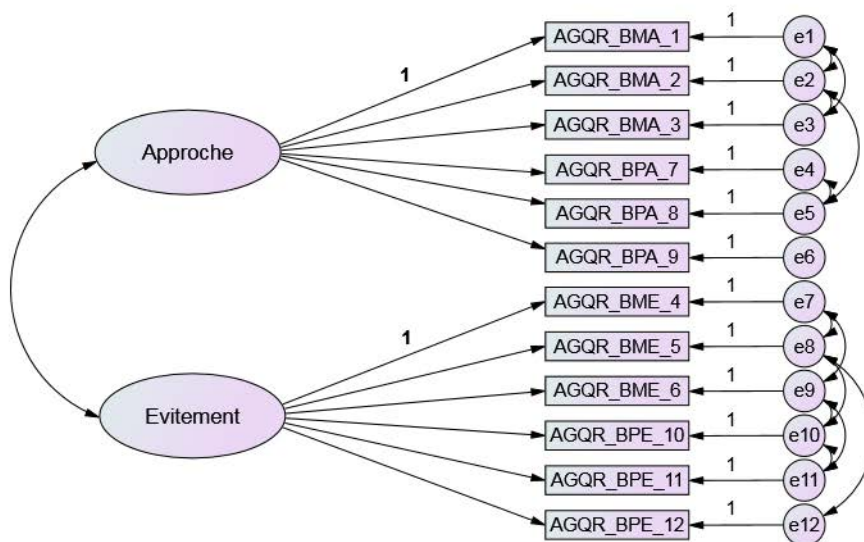 AGQR_BMA_1 1 e1
1 AGQR_BMA_2 1 e2
AGQR_BMA_3 1 e3
Approche
AGQR_BPA_7 1 e4
AGQR_BPA_8 1 e5
AGQR_BPA_9 1 e6
AGQR_BME_4 1 e7
1 AGQR_BME_5 1 e8
AGQR_BME_6 1 e9
Evitement
AGQR_BPE_10 1 e10
AGQR_BPE_11 1 e11
AGQR_BPE_12 1 e12